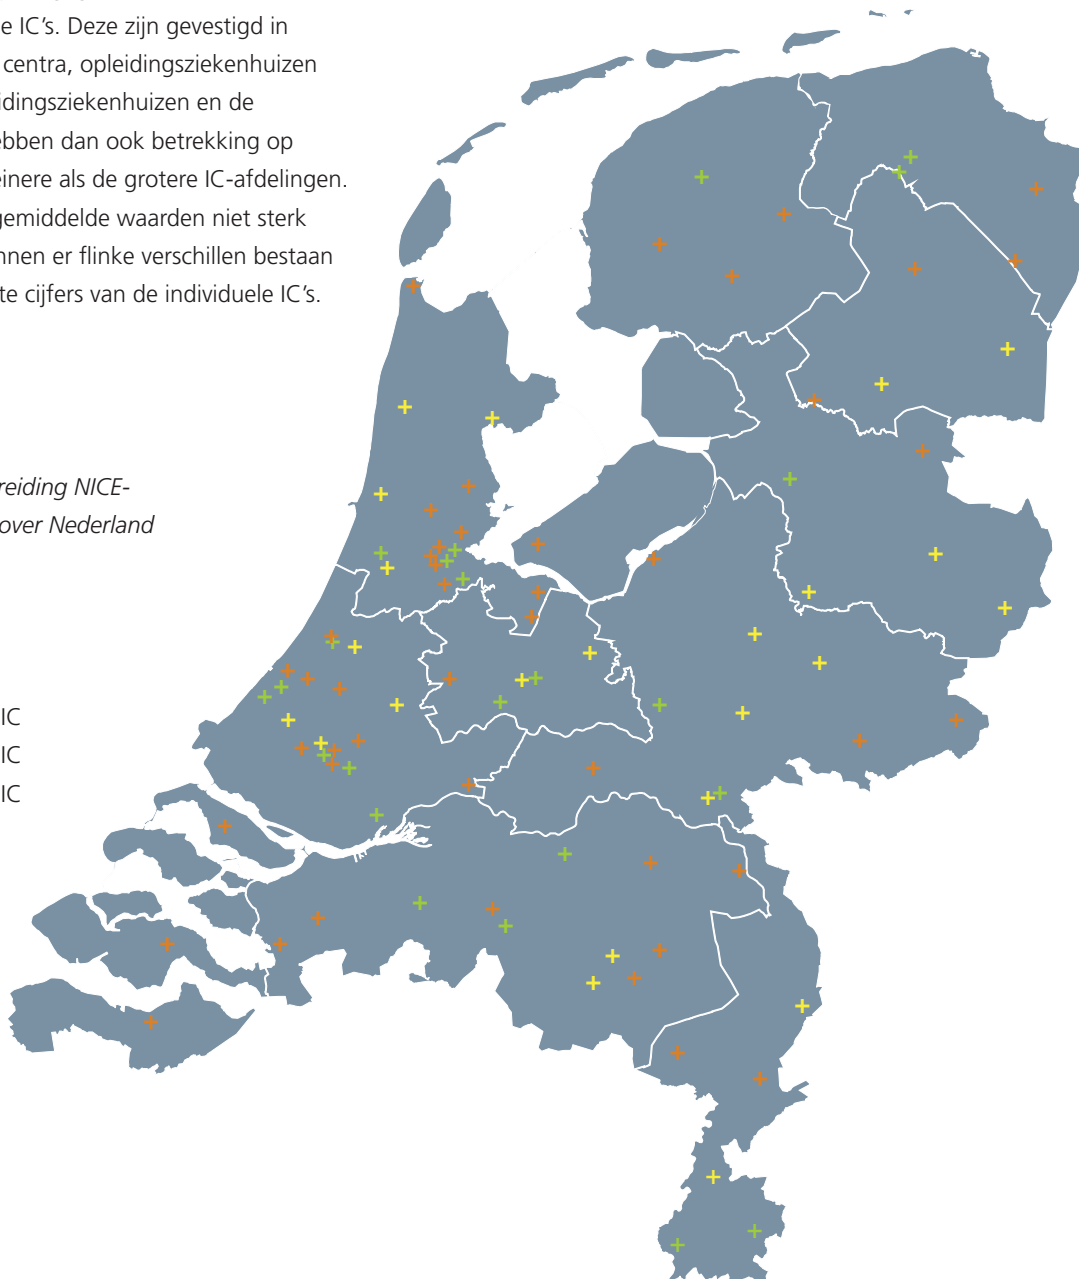 e IC's. Deze zijn gevestigd in
centra, opleidingsziekenhuizen
idingsziekenhuizen en de
ebben dan ook betrekking op
einere als de grotere IC-afdelingen.
gemiddelde waarden niet sterk
nnen er flinke verschillen bestaan
te cijfers van de individuele IC's.
reiding NICE-
over Nederland
IC
IC
IC